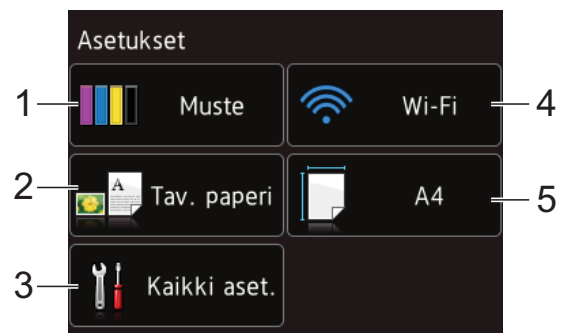 Asetukset
1 Muste
Wi-Fi 4
2 A Tav. paperi
A4 5
3 Kaikki aset.